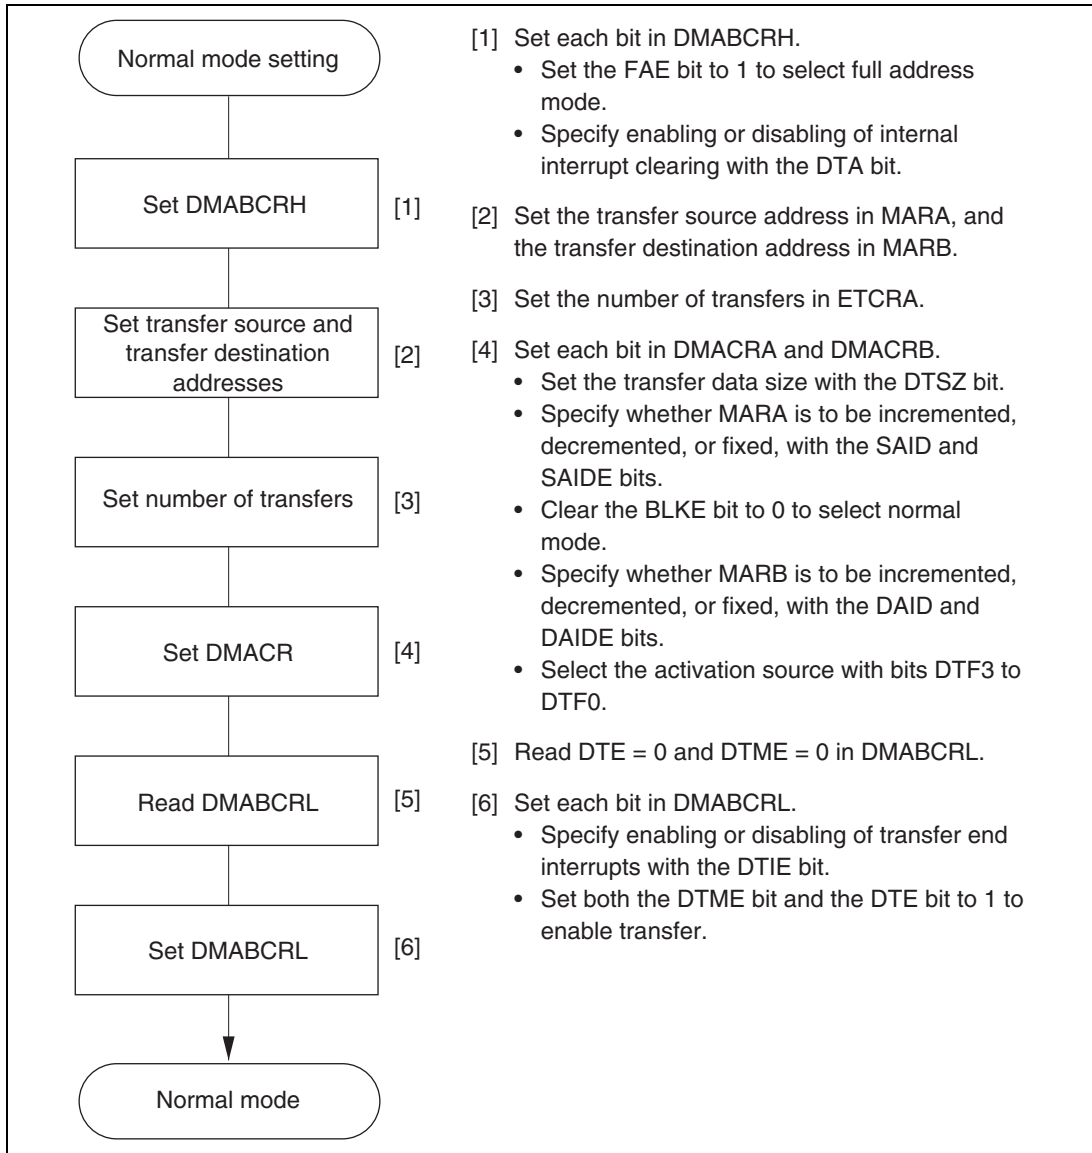 Normal mode setting
Set DMABCRH
[1]
Set transfer source and
transfer destination
addresses
[2]
Set number of transfers
[3]
Set DMACR
[4]
Read DMABCRL
[5]
Set DMABCRL
[6]
Normal mode
[1] Set each bit in DMABCRH.
• Set the FAE bit to 1 to select full address
mode.
• Specify enabling or disabling of internal
interrupt clearing with the DTA bit.
[2] Set the transfer source address in MARA, and
the transfer destination address in MARB.
[3] Set the number of transfers in ETCRA.
[4] Set each bit in DMACRA and DMACRB.
• Set the transfer data size with the DTSZ bit.
• Specify whether MARA is to be incremented,
decremented, or fixed, with the SAID and
SAIDE bits.
• Clear the BLKE bit to 0 to select normal
mode.
• Specify whether MARB is to be incremented,
decremented, or fixed, with the DAID and
DAIDE bits.
• Select the activation source with bits DTF3 to
DTF0.
[5] Read DTE = 0 and DTME = 0 in DMABCRL.
[6] Set each bit in DMABCRL.
• Specify enabling or disabling of transfer end
interrupts with the DTIE bit.
• Set both the DTME bit and the DTE bit to 1 to
enable transfer.